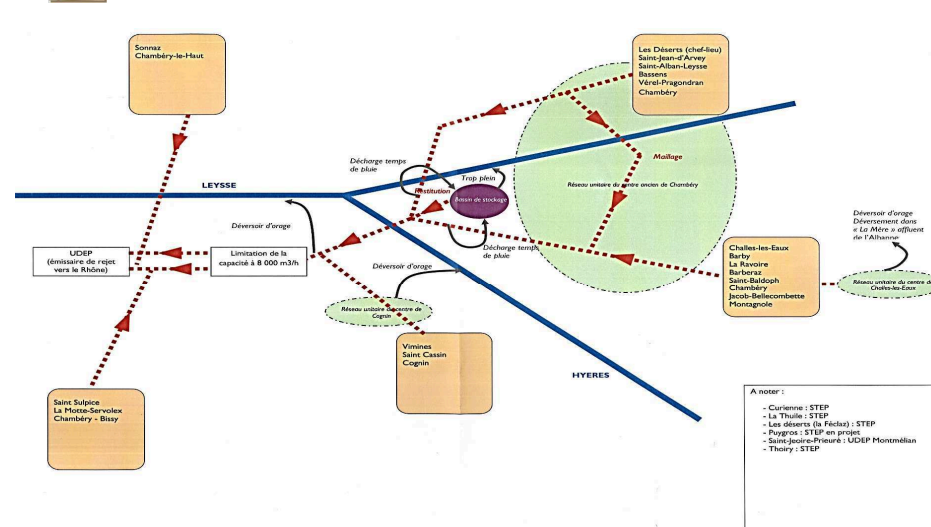 Sonnaz
Chambéry-le-Haut
Les Déserts (chef-lieu)
Saint-Jean-d'Arvey
Saint-Alban-Leysse
Bassens
Vérel-Pragondran
Chambéry
Décharge temps
de pluie
Trop plein
Maillage
LEYSSE
Restitution
Bassin de stockage
Réseau unitaire du centre ancien de Chambéry
Déversoir d'orage
UDEP
(émissaire de rejet
vers le Rhône)
Limitation de la
capacité à 8 000 m3/h
Décharge temps
de pluie
Déversoir d'orage
Déversoir d'orage
Déversement dans
« La Mère » affluent
de l'Albanne
Challes-les-Eaux
Barby
La Ravoire
Barberaz
Saint-Baldoph
Chambéry
Jacob-Bellecombette
Montagnole
Réseau unitaire du centre de
Challes-les-Eaux
Réseau unitaire du centre de
Cognin
Vimines
Saint Cassin
Cognin
HYERES
Saint Sulpice
La Motte-Servolex
Chambéry - Bissy
A noter :
- Curienne : STEP
- La Thuile : STEP
- Les déserts (la Féclaz) : STEP
- Puygros : STEP en projet
- Saint-Jeoire-Prieuré : UDEP Montmélian
- Thoiry : STEP